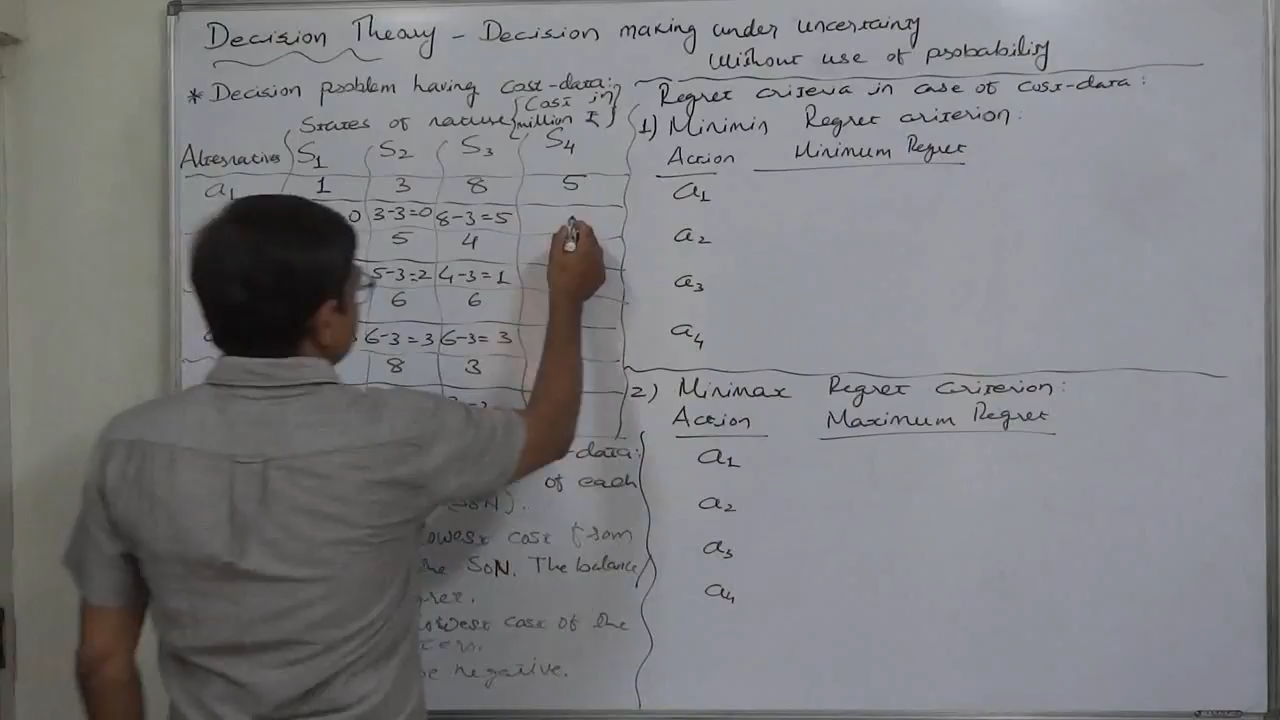 Decision Theory - Decision making under uncertainty
Without use of probability
* Decision problem having cost-data:
States of nature {Cost in million ₹}
Alternatives S1 S2 S3 S4
a1 1 3 8 5
0 3-3=0 8-3=5
5 4
5-3=2 4-3=1
6 6
6-3=3 6-3=3
8 3
-data:
of each
(SoN).
lowest cost from
the SoN. The balance
lowest cost of the
be negative.
Regret criteria in case of cost-data:
1) Minimin Regret criterion:
Action Minimum Regret
a1
a2
a3
a4
2) Minimax Regret criterion:
Action Maximum Regret
a1
a2
a3
a4